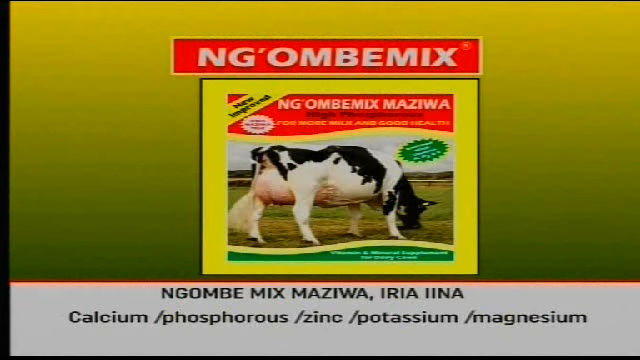 NG'OMBEMIX®
New
Improved
NG'OMBEMIX MAZIWA
High Phosphorous
FOR MORE MILK AND GOOD HEALTH
Vitamin & Mineral Supplement
for Dairy Cows
NGOMBE MIX MAZIWA, IRIA IINA
Calcium /phosphorous /zinc /potassium /magnesium